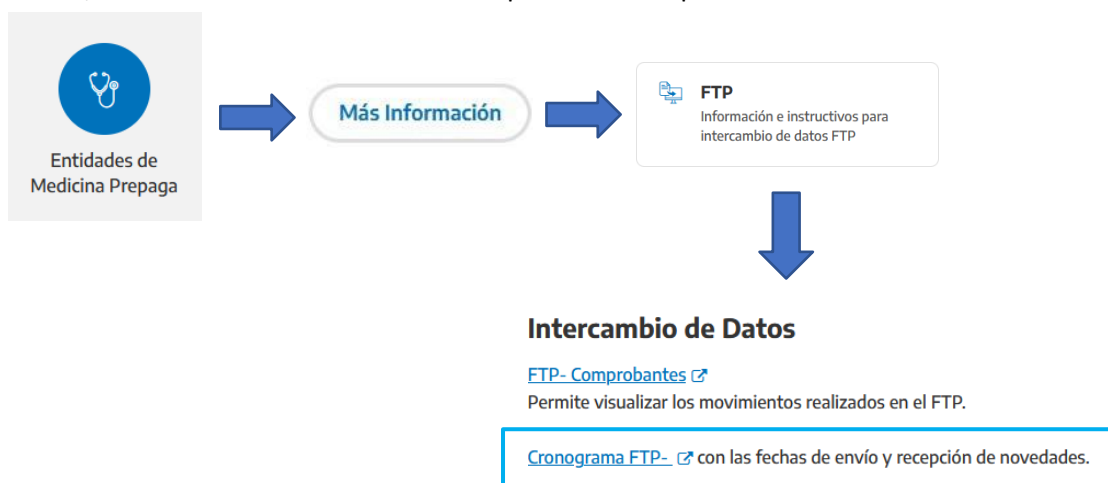 Entidades de
Medicina Prepaga
Más Información
FTP
Información e instructivos para
intercambio de datos FTP
Intercambio de Datos
FTP- Comprobantes
Permite visualizar los movimientos realizados en el FTP.
Cronograma FTP- con las fechas de envío y recepción de novedades.